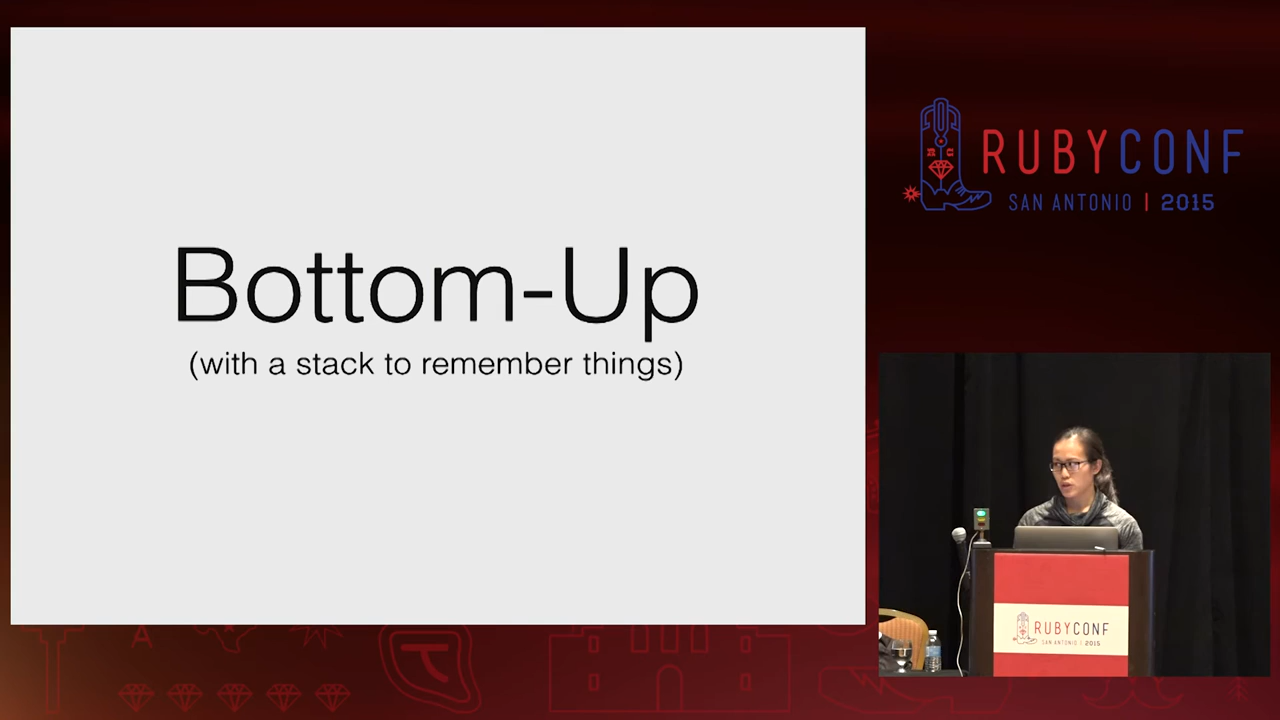 Bottom-Up
(with a stack to remember things)
RUBYCONF
SAN ANTONIO | 2015
RUBYCONF
SAN ANTONIO | 2015